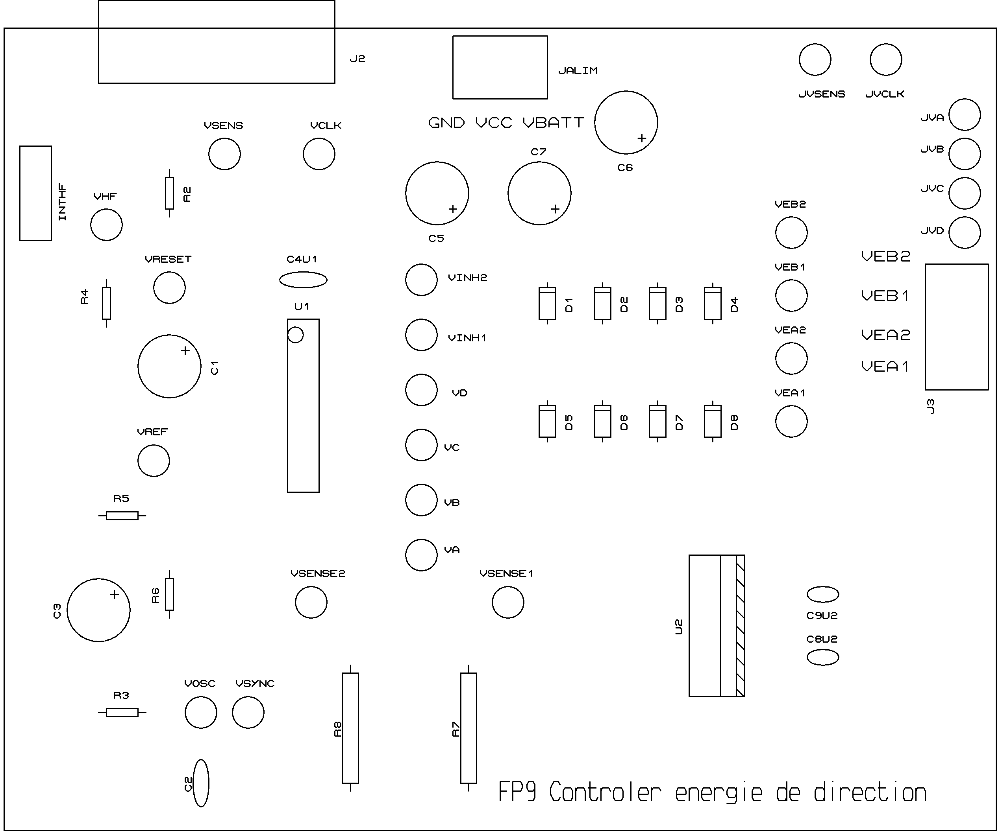 J2
JALIM
JVSENS JVCLK
JVA
GND VCC VBATT
VSENS VCLK
C7
JVB
C6
INTHF
VHF
R2
JVC
VEB2
C5
JVD
VRESET
C4U1
VEB2
VEB1
VINH2
R4
U1
D1 D2 D3 D4
VEB1
VINH1
VEA2
VEA2
C1
VEA1
VD
VEA1
J3
D5 D6 D7 D8
VREF
VC
R5
VB
VA
VSENSE2
VSENSE1
R6
C3
C9U2
U2
C8U2
VOSC VSYNC
R3
R8
R7
C2
FP9 Controler energie de direction